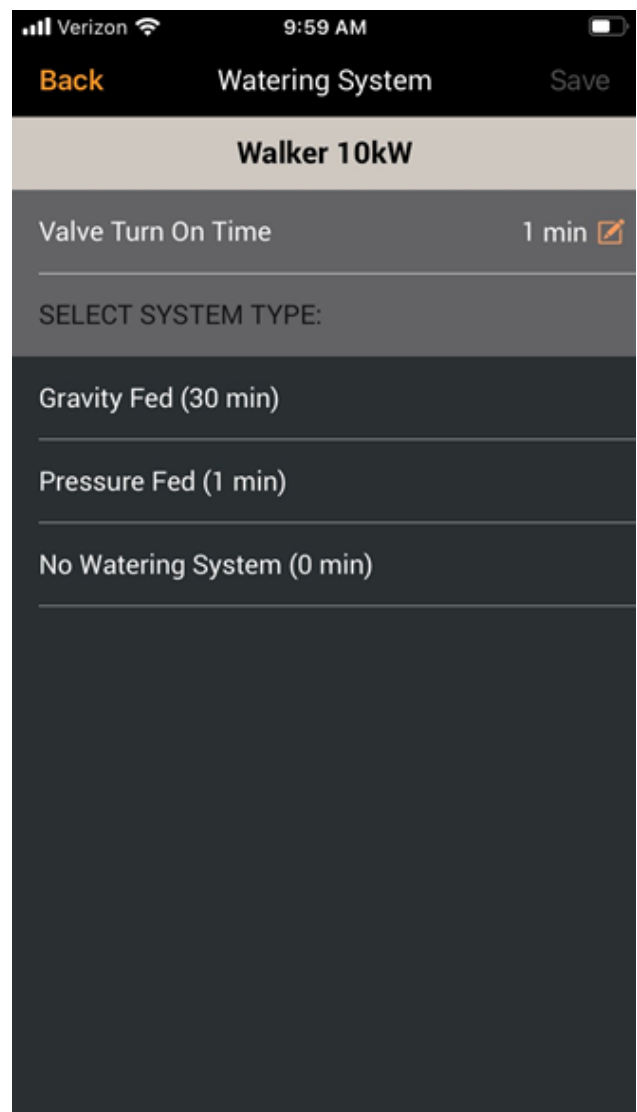 Verizon 9:59 AM
Back Watering System Save
Walker 10kW
Valve Turn On Time 1 min
SELECT SYSTEM TYPE:
Gravity Fed (30 min)
Pressure Fed (1 min)
No Watering System (0 min)